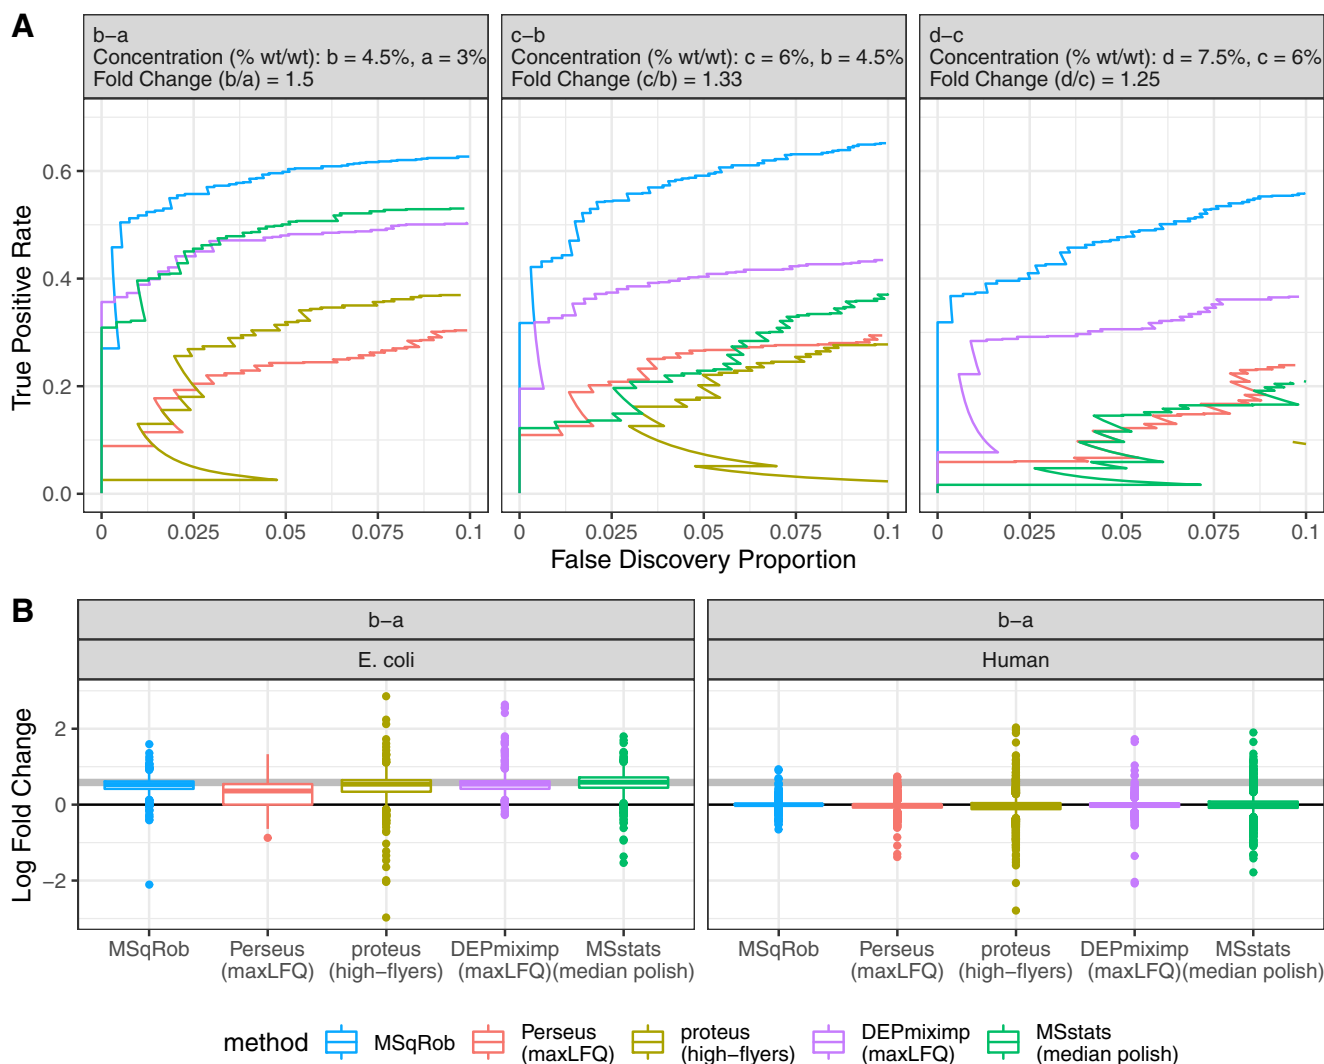 A
b−a
Concentration (% wt/wt): b = 4.5%, a = 3%
Fold Change (b/a) = 1.5
c−b
Concentration (% wt/wt): c = 6%, b = 4.5%
Fold Change (c/b) = 1.33
d−c
Concentration (% wt/wt): d = 7.5%, c = 6%
Fold Change (d/c) = 1.25
True Positive Rate
0.6
0.4
0.2
0.0
0 0.025 0.05 0.075 0.1
0 0.025 0.05 0.075 0.1
0 0.025 0.05 0.075 0.1
False Discovery Proportion
B
b−a
E. coli
b−a
Human
Log Fold Change
2
0
−2
MSqRob
Perseus
(maxLFQ)
proteus
(high−flyers)
DEPmiximp
(maxLFQ)
MSstats
(median polish)
MSqRob
Perseus
(maxLFQ)
proteus
(high−flyers)
DEPmiximp
(maxLFQ)
MSstats
(median polish)
method
MSqRob
Perseus
(maxLFQ)
proteus
(high−flyers)
DEPmiximp
(maxLFQ)
MSstats
(median polish)